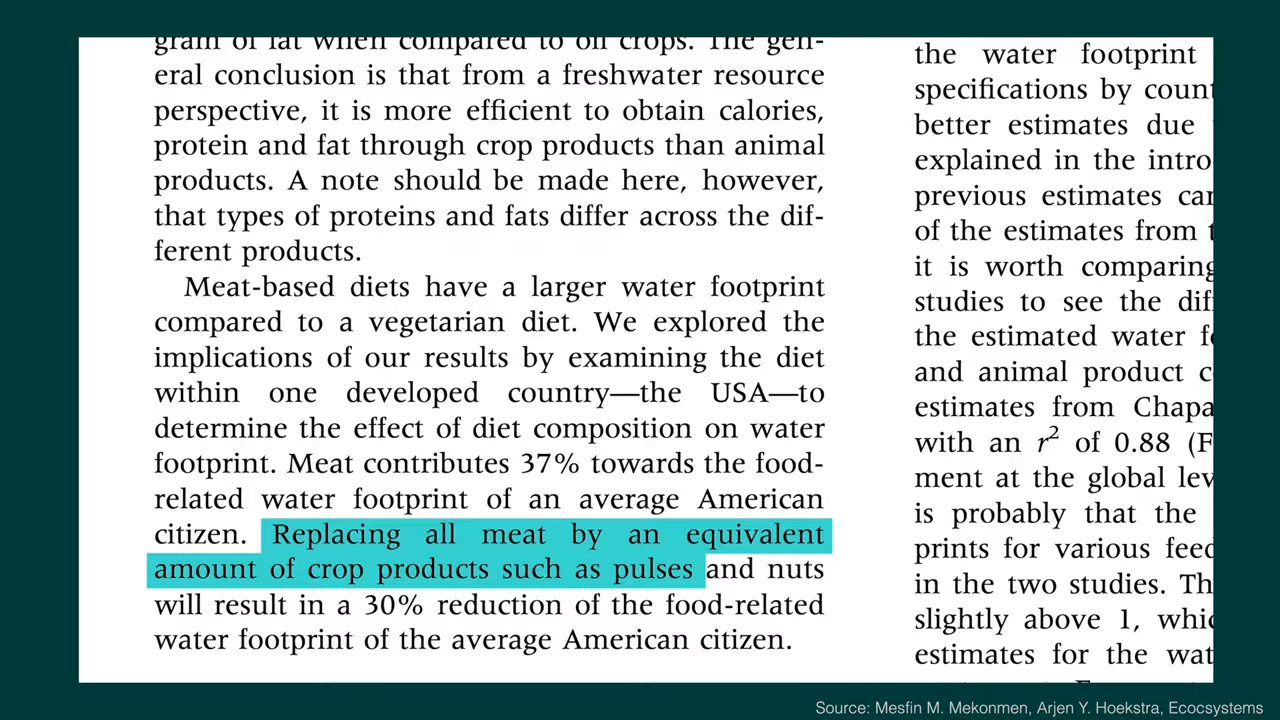 gram of fat when compared to oil crops. The gen-
eral conclusion is that from a freshwater resource
perspective, it is more efficient to obtain calories,
protein and fat through crop products than animal
products. A note should be made here, however,
that types of proteins and fats differ across the dif-
ferent products.
Meat-based diets have a larger water footprint
compared to a vegetarian diet. We explored the
implications of our results by examining the diet
within one developed country—the USA—to
determine the effect of diet composition on water
footprint. Meat contributes 37% towards the food-
related water footprint of an average American
citizen. Replacing all meat by an equivalent
amount of crop products such as pulses and nuts
will result in a 30% reduction of the food-related
water footprint of the average American citizen.
the water footprint
specifications by count
better estimates due
explained in the intro
previous estimates can
of the estimates from t
it is worth comparing
studies to see the dif
the estimated water fo
and animal product c
estimates from Chapa
with an r² of 0.88 (F
ment at the global lev
is probably that the
prints for various feed
in the two studies. Th
slightly above 1, whic
estimates for the wat
Source: Mesfin M. Mekonmen, Arjen Y. Hoekstra, Ecocsystems